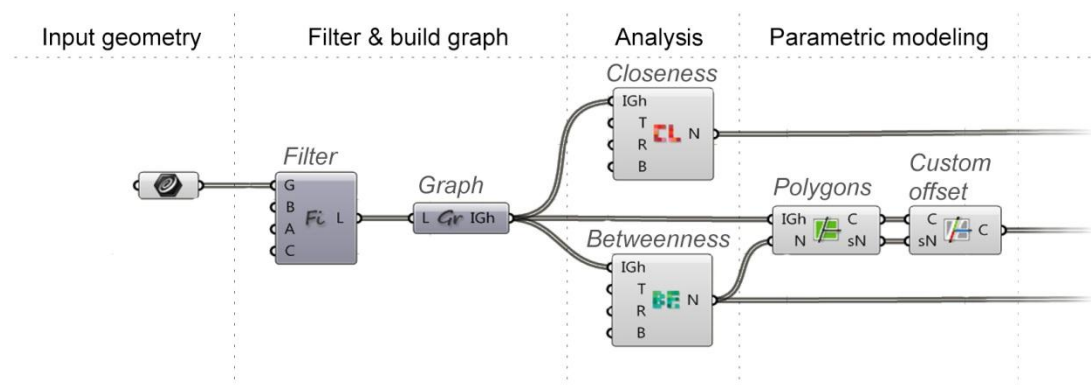 Input geometry
Filter & build graph
Analysis
Parametric modeling
Closeness
IGh
T
R
B
CL
N
Filter
G
B
A
C
Fi
L
Graph
L
Gr
IGh
Betweenness
IGh
T
R
B
BE
N
Polygons
IGh
N
C
sN
Custom
offset
C
sN
C